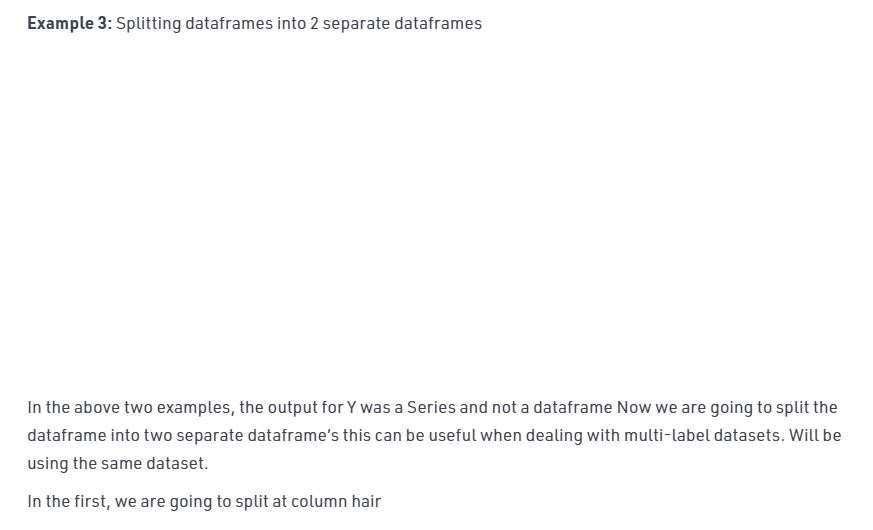 Example 3: Splitting dataframes into 2 separate dataframes
In the above two examples, the output for Y was a Series and not a dataframe Now we are going to split the
dataframe into two separate dataframe’s this can be useful when dealing with multi-label datasets. Will be
using the same dataset.
In the first, we are going to split at column hair